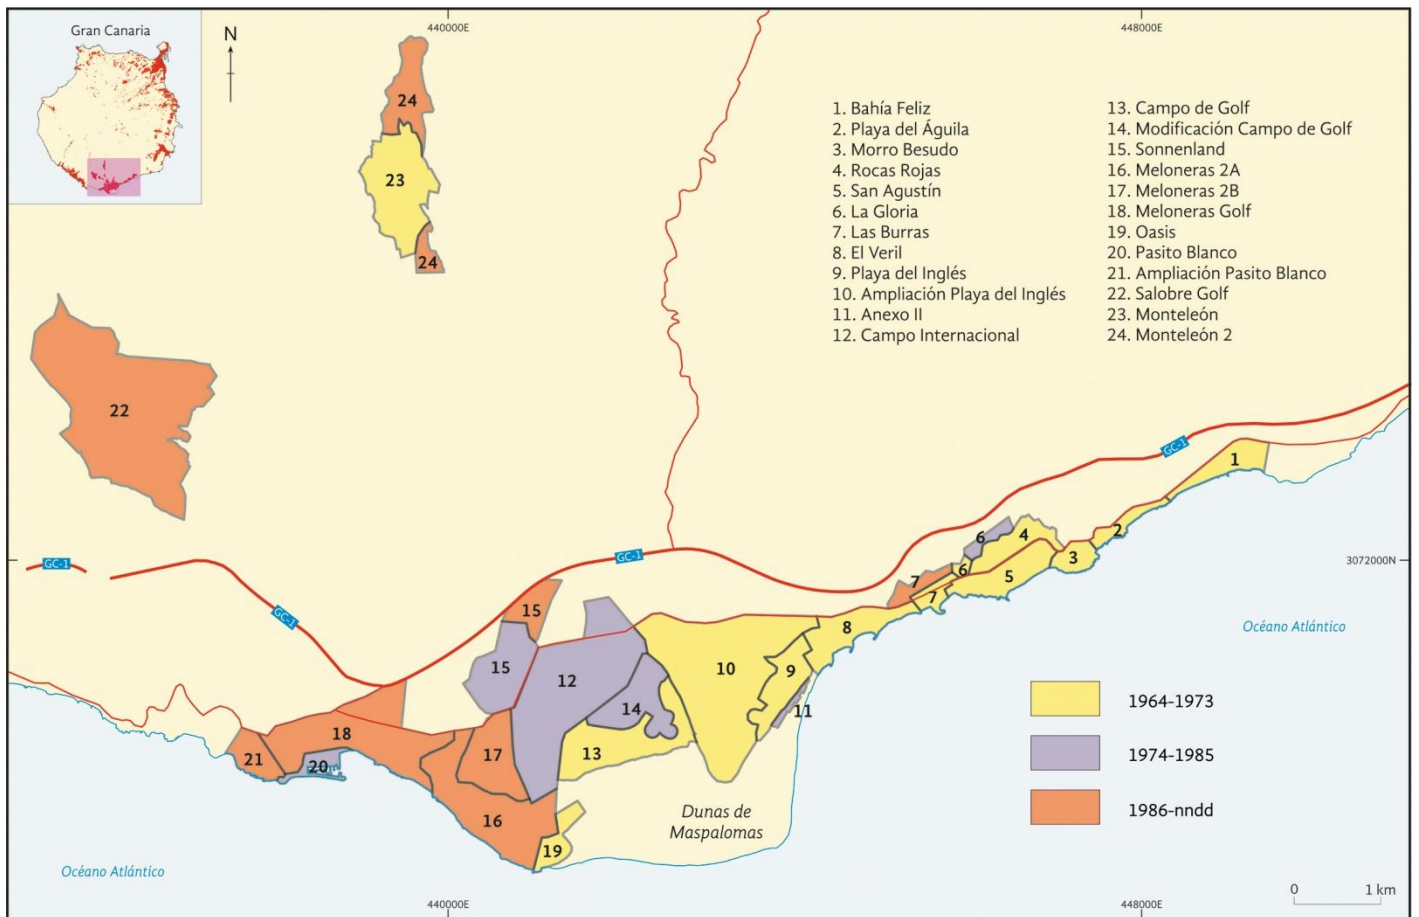 Gran Canaria
N
440000E
448000E
1. Bahía Feliz
2. Playa del Águila
3. Morro Besudo
4. Rocas Rojas
5. San Agustín
6. La Gloria
7. Las Burras
8. El Veril
9. Playa del Inglés
10. Ampliación Playa del Inglés
11. Anexo II
12. Campo Internacional
13. Campo de Golf
14. Modificación Campo de Golf
15. Sonnenland
16. Meloneras 2A
17. Meloneras 2B
18. Meloneras Golf
19. Oasis
20. Pasito Blanco
21. Ampliación Pasito Blanco
22. Salobre Golf
23. Monteleón
24. Monteleón 2
24
23
24
22
GC-1
1
2
6
4
3
5
6
7
7
3072000N
GC-1
GC-1
GC-1
15
8
Océano Atlántico
15
12
10
9
14
11
18
17
13
21
20
16
19
Dunas de
Maspalomas
1964-1973
1974-1985
1986-nndd
Océano Atlántico
0 1 km
440000E
448000E